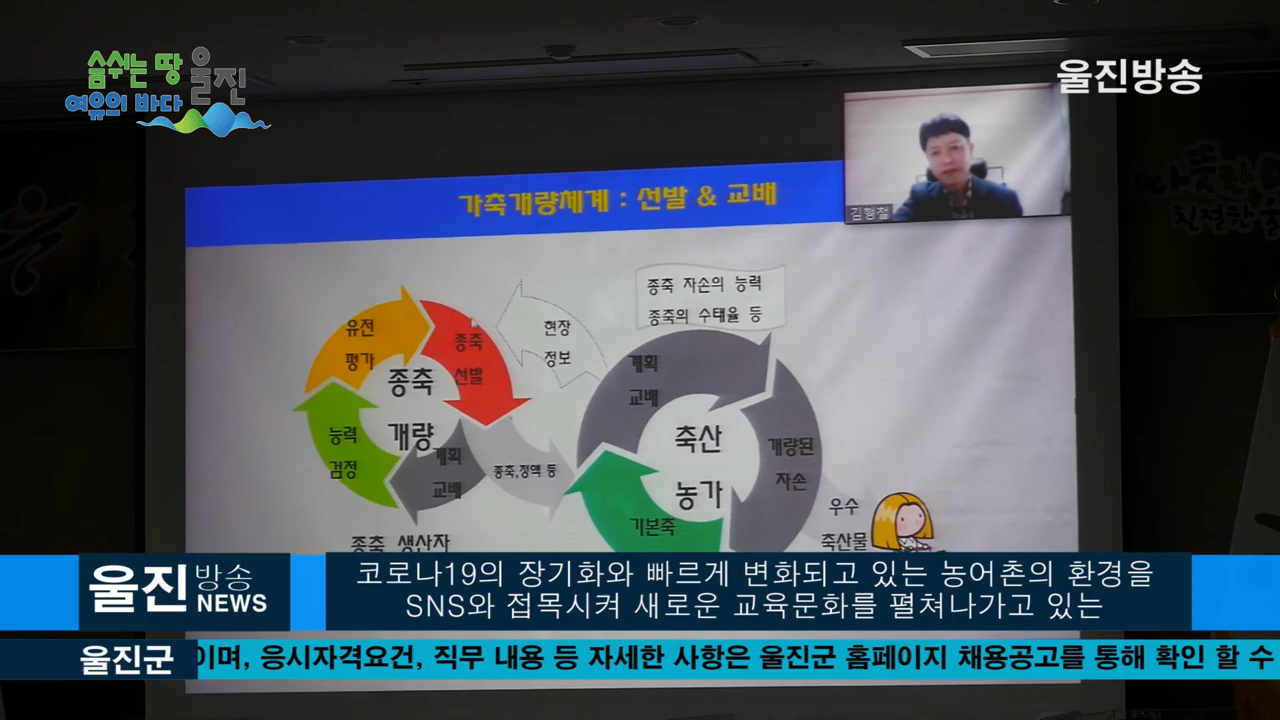 숨쉬는 땅 울진
여유의 바다
울진방송
가축개량체계 : 선발 & 교배
김형철
친절한 울
종축 자손의 능력
종축의 수태율 등
유전
평가
종축
선발
현장
정보
계획
교배
종축
개량
능력
검정
계획
교배
종축,정액 등
축산
농가
개량된
자손
기본축
우수
축산물
종축 생산자
울진 방송
NEWS
코로나19의 장기화와 빠르게 변화되고 있는 농어촌의 환경을
SNS와 접목시켜 새로운 교육문화를 펼쳐나가고 있는
울진군
이며, 응시자격요건, 직무 내용 등 자세한 사항은 울진군 홈페이지 채용공고를 통해 확인 할 수